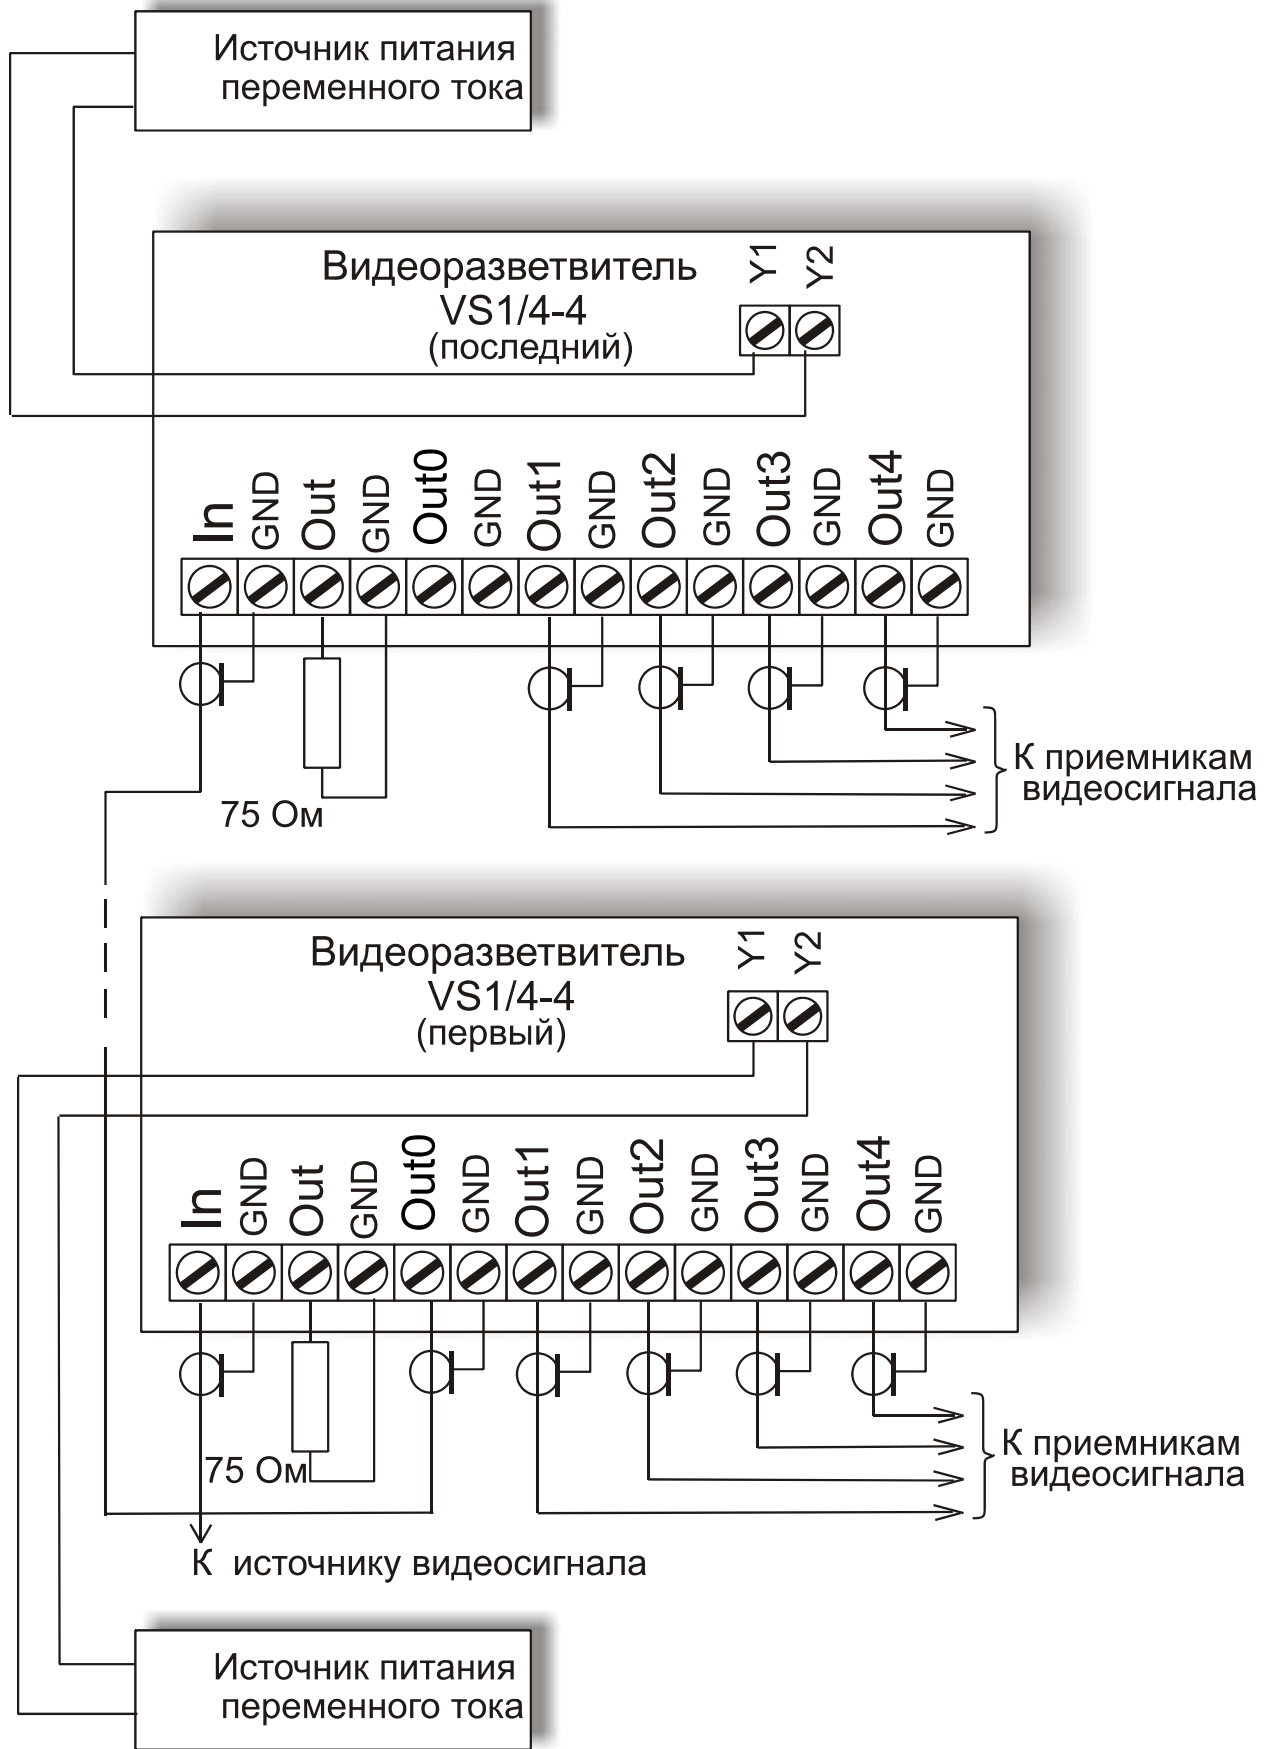 Источник питания
переменного тока
Видеоразветвитель
VS1/4-4
(последний)
Y1
Y2
In
GND
Out
GND
Out0
GND
Out1
GND
Out2
GND
Out3
GND
Out4
GND
75 Ом
К приемникам
видеосигнала
Видеоразветвитель
VS1/4-4
(первый)
Y1
Y2
In
GND
Out
GND
Out0
GND
Out1
GND
Out2
GND
Out3
GND
Out4
GND
75 Ом
К приемникам
видеосигнала
К источнику видеосигнала
Источник питания
переменного тока